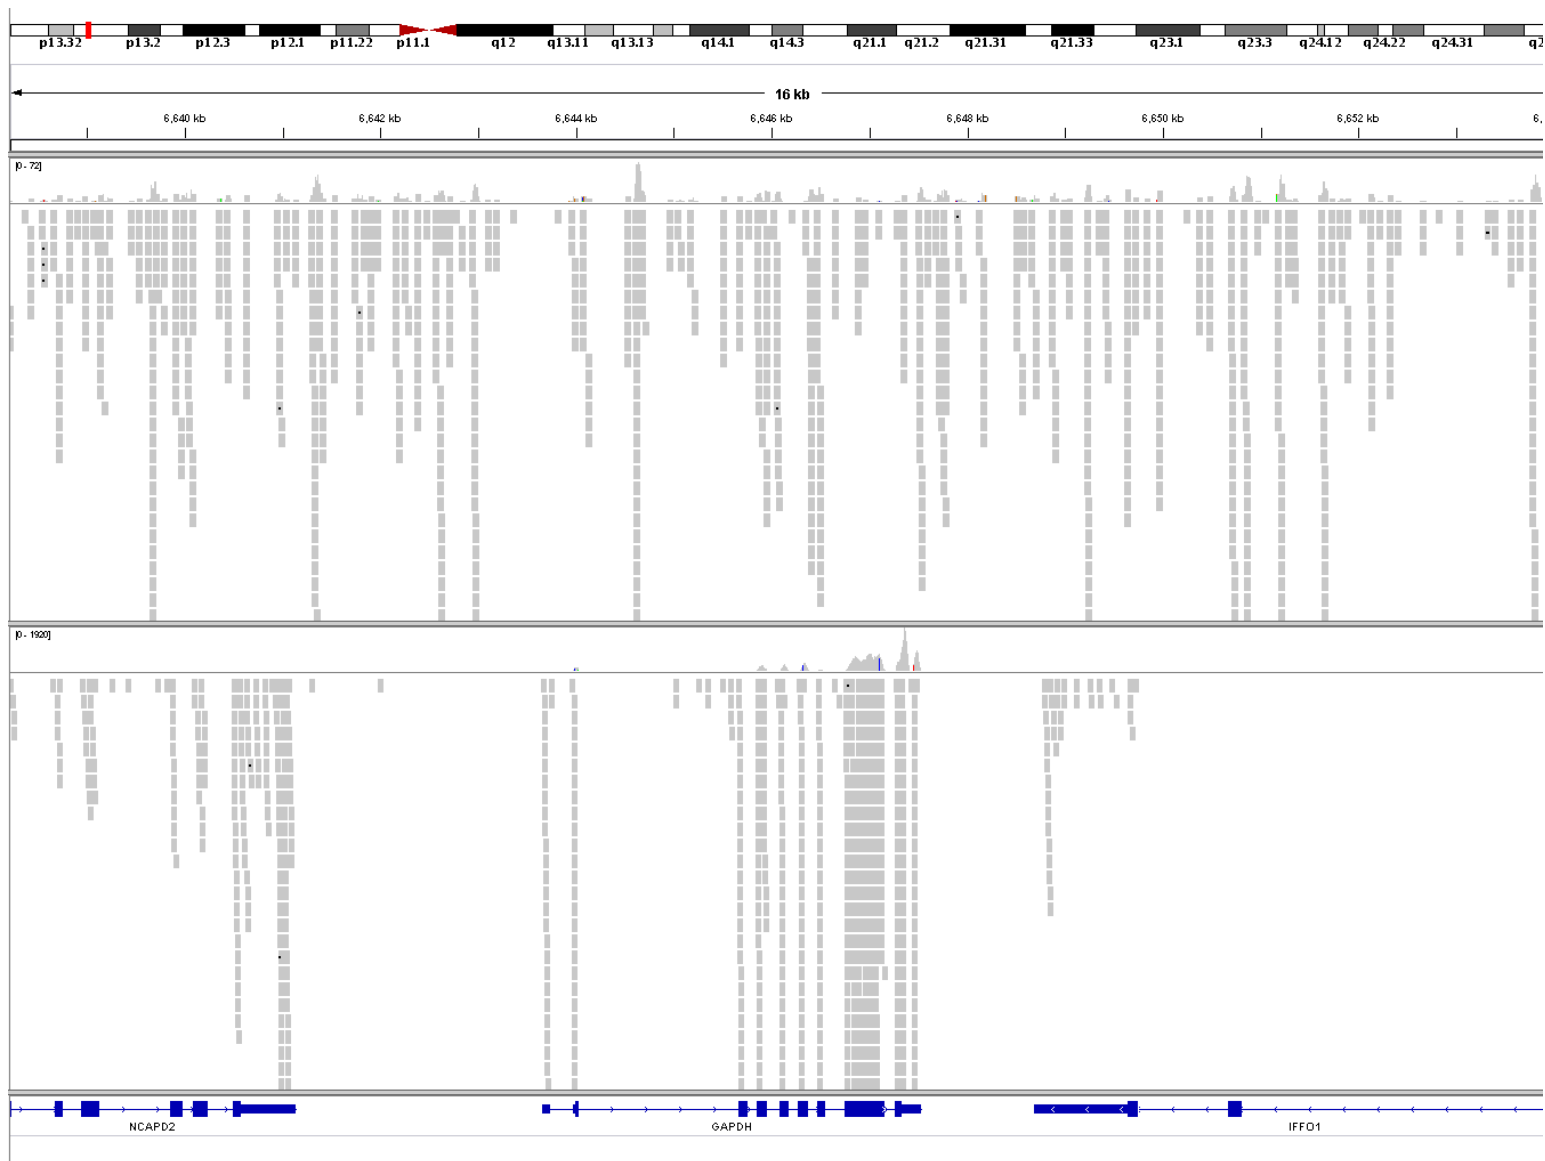 p13.32 p13.2 p12.3 p12.1 p11.22 p11.1 q12 q13.11 q13.13 q14.1 q14.3 q21.1 q21.2 q21.31 q21.33 q23.1 q23.3 q24.12 q24.22 q24.31
16 kb
6,640 kb 6,642 kb 6,644 kb 6,646 kb 6,648 kb 6,650 kb 6,652 kb 6,
[0 - 72]
[0 - 1920]
NCAPD2 GAPDH IFFO1